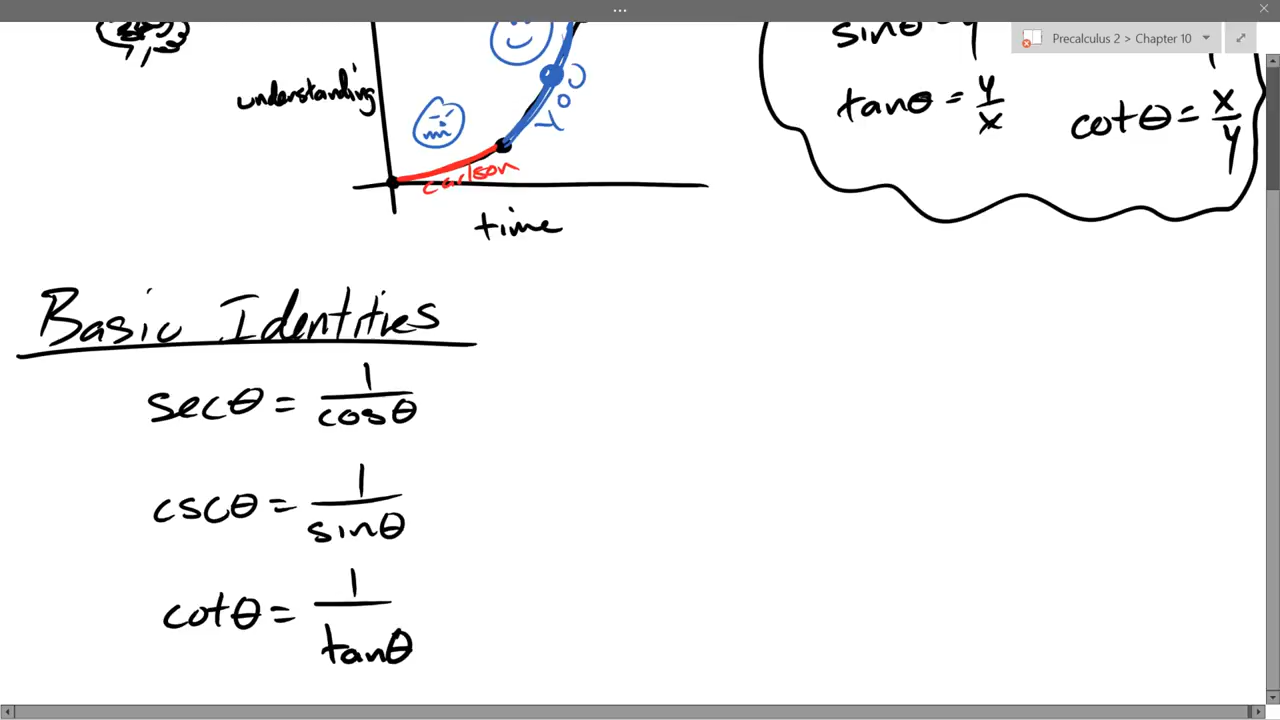 ...
Precalculus 2 > Chapter 10
understanding
carlson
time
sinθ = y
tanθ = y/x
cotθ = x/y
Basic Identities
secθ = 1/cosθ
cscθ = 1/sinθ
cotθ = 1/tanθ